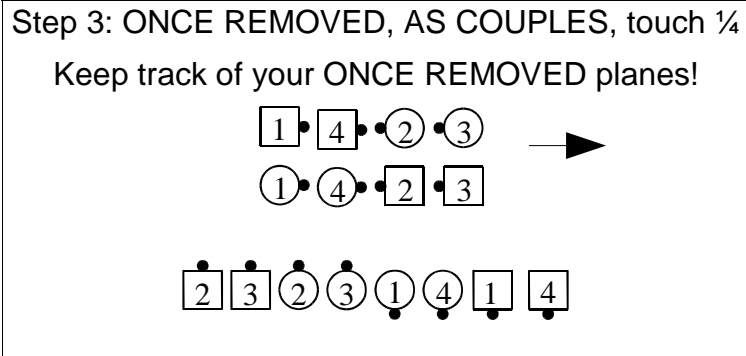 Step 3: ONCE REMOVED, AS COUPLES, touch ¼
Keep track of your ONCE REMOVED planes!
1 4 2 3
1 4 2 3
2 3 2 3 1 4 1 4